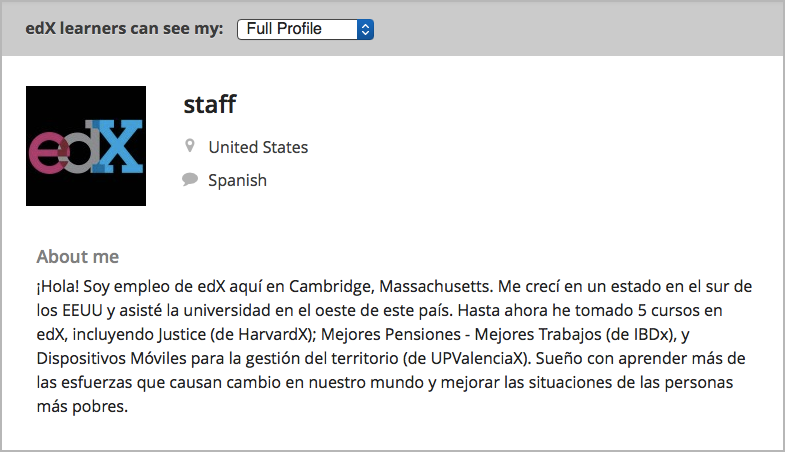 edX learners can see my: Full Profile
edX
staff
United States
Spanish
About me
¡Hola! Soy empleo de edX aquí en Cambridge, Massachusetts. Me crecí en un estado en el sur de
los EEUU y asisté la universidad en el oeste de este país. Hasta ahora he tomado 5 cursos en
edX, incluyendo Justice (de HarvardX); Mejores Pensiones - Mejores Trabajos (de IBDx), y
Dispositivos Móviles para la gestión del territorio (de UPValenciaX). Sueño con aprender más de
las esfuerzas que causan cambio en nuestro mundo y mejorar las situaciones de las personas
más pobres.